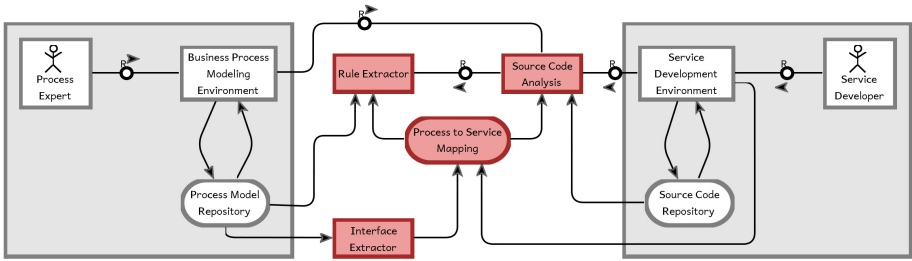 R
Process
Expert
R
Business Process
Modeling
Environment
Rule Extractor
R
Source Code
Analysis
R
Service
Development
Environment
R
Service
Developer
Process to Service
Mapping
Process Model
Repository
Source Code
Repository
Interface
Extractor